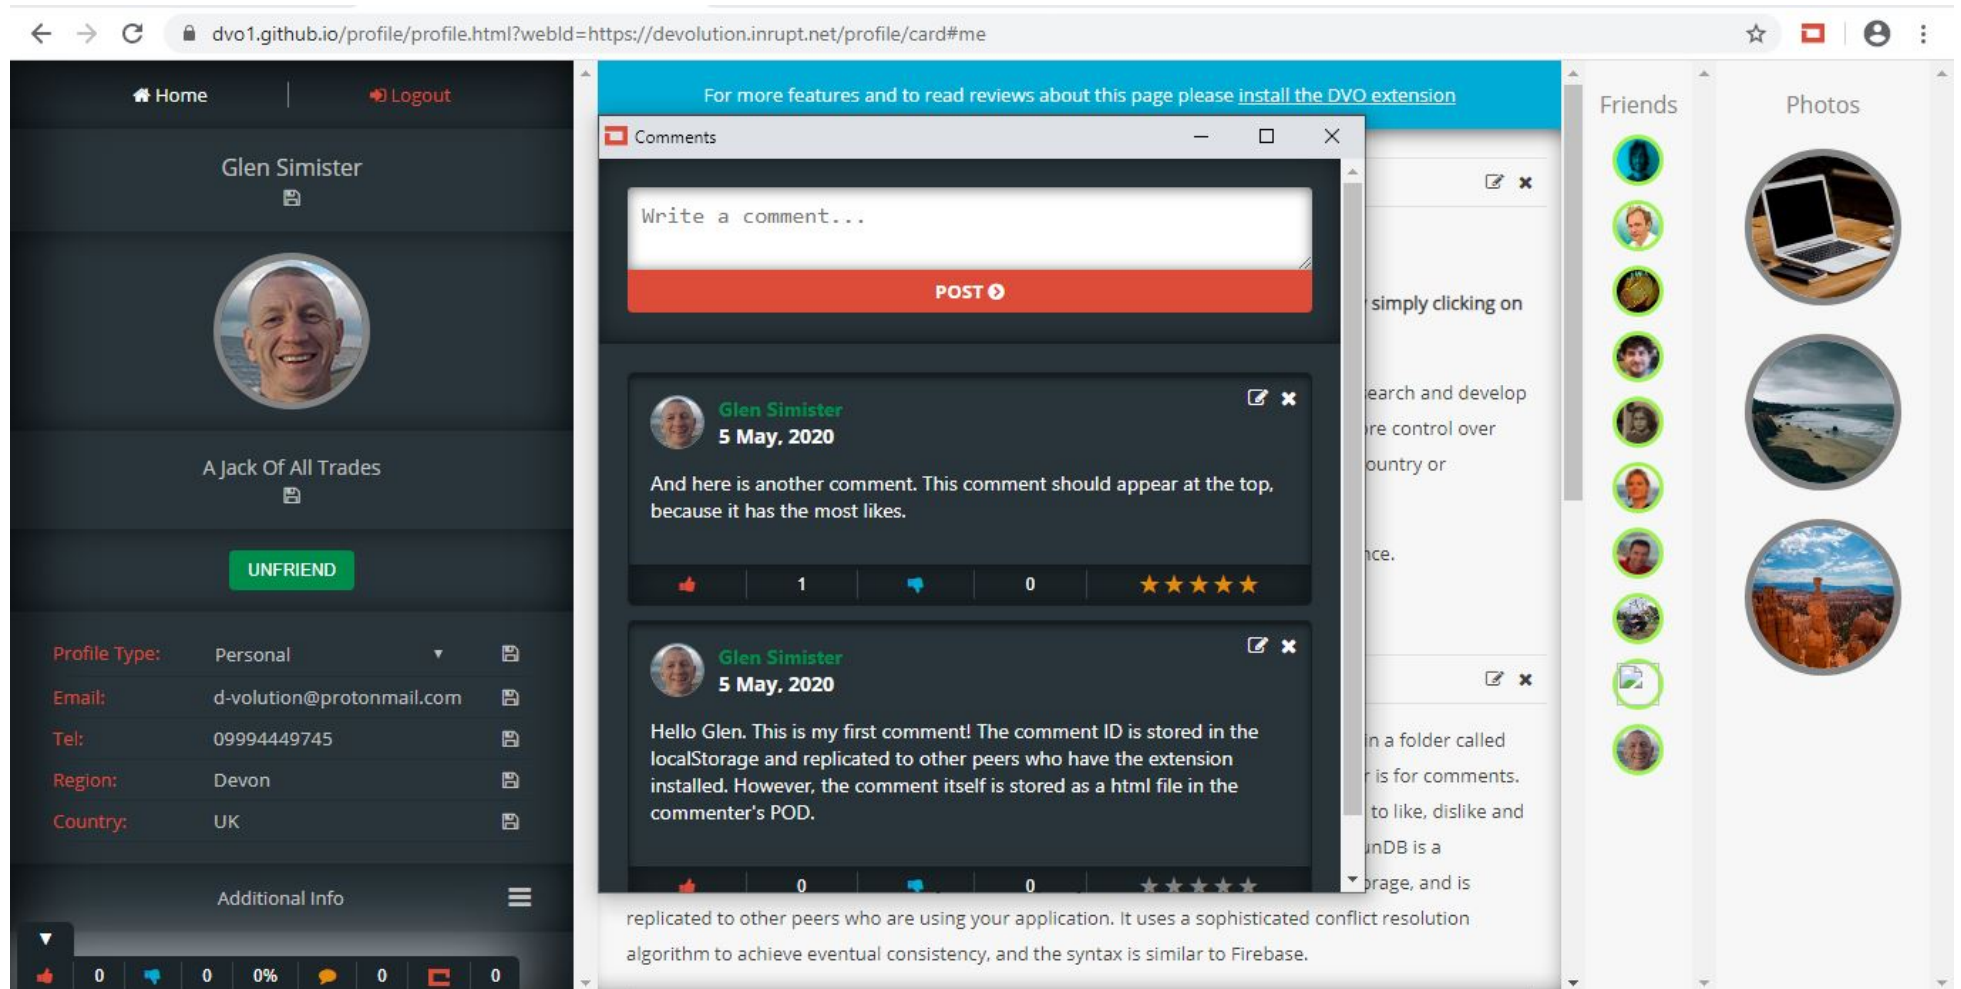 dvo1.github.io/profile/profile.html?webId=https://devolution.inrupt.net/profile/card#me
Home
Logout
Glen Simister
A Jack Of All Trades
UNFRIEND
Profile Type: Personal
Email: d-volution@protonmail.com
Tel: 09994449745
Region: Devon
Country: UK
Additional Info
0 0 0% 0 0
For more features and to read reviews about this page please install the DVO extension
Comments
Write a comment...
POST
Glen Simister
5 May, 2020
And here is another comment. This comment should appear at the top,
because it has the most likes.
1 0
Glen Simister
5 May, 2020
Hello Glen. This is my first comment! The comment ID is stored in the
localStorage and replicated to other peers who have the extension
installed. However, the comment itself is stored as a html file in the
commenter's POD.
0 0
simply clicking on
and develop
control over
or
in a folder called
is for comments.
to like, dislike and
is a
and is
replicated to other peers who are using your application. It uses a sophisticated conflict resolution
algorithm to achieve eventual consistency, and the syntax is similar to Firebase.
Friends
Photos